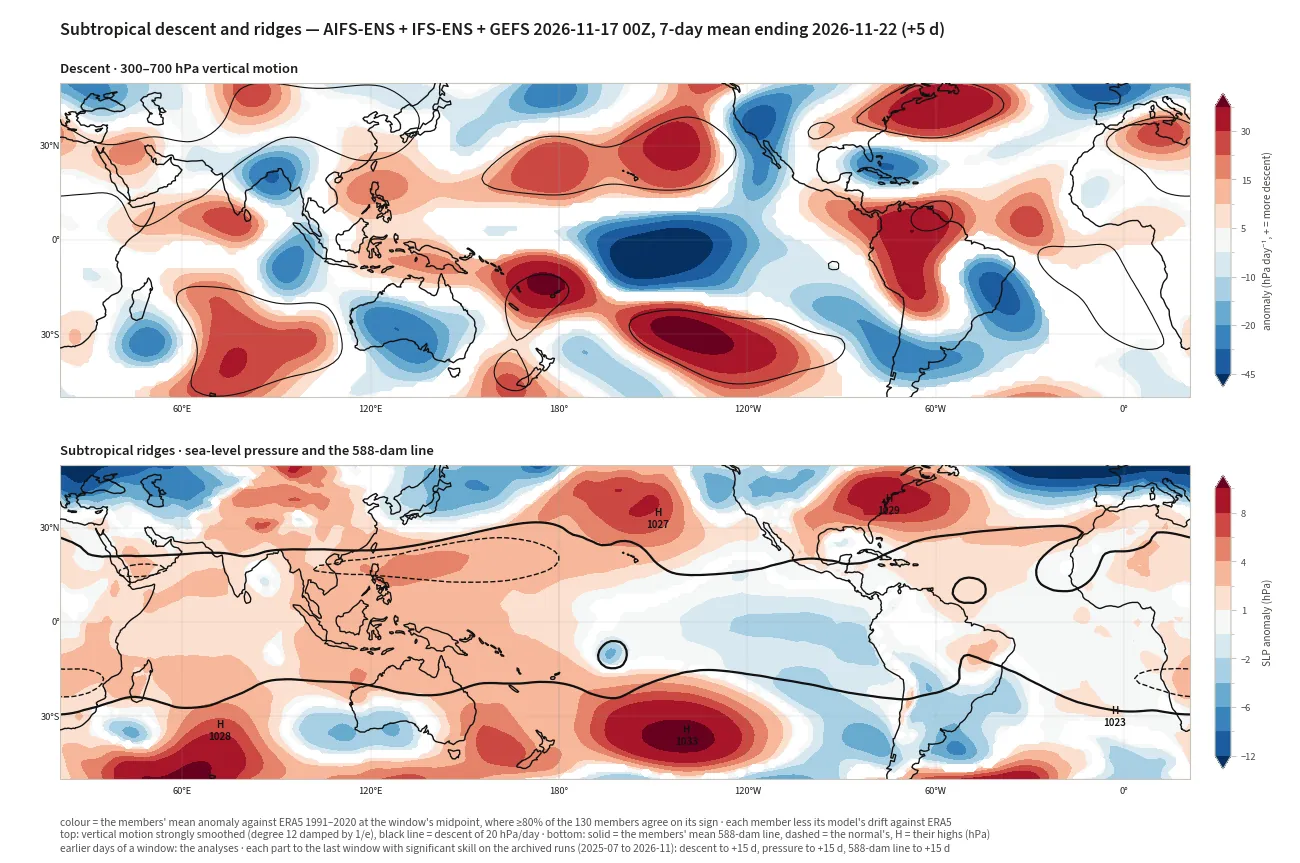 Subtropical descent and ridges — AIFS-ENS + IFS-ENS + GEFS 2026-11-17 00Z, 7-day mean ending 2026-11-22 (+5 d)
Descent · 300–700 hPa vertical motion
30°N
0°
30°S
60°E
120°E
180°
120°W
60°W
0°
30
15
5
−10
−20
−45
anomaly (hPa day⁻¹, + = more descent)
Subtropical ridges · sea-level pressure and the 588-dam line
30°N
0°
30°S
H
1027
H
1029
H
1028
H
1033
H
1023
60°E
120°E
180°
120°W
60°W
0°
8
4
1
−2
−6
−12
SLP anomaly (hPa)
colour = the members' mean anomaly against ERA5 1991–2020 at the window's midpoint, where ≥80% of the 130 members agree on its sign · each member less its model's drift against ERA5
top: vertical motion strongly smoothed (degree 12 damped by 1/e), black line = descent of 20 hPa/day · bottom: solid = the members' mean 588-dam line, dashed = the normal's, H = their highs (hPa)
earlier days of a window: the analyses · each part to the last window with significant skill on the archived runs (2025-07 to 2026-11): descent to +15 d, pressure to +15 d, 588-dam line to +15 d